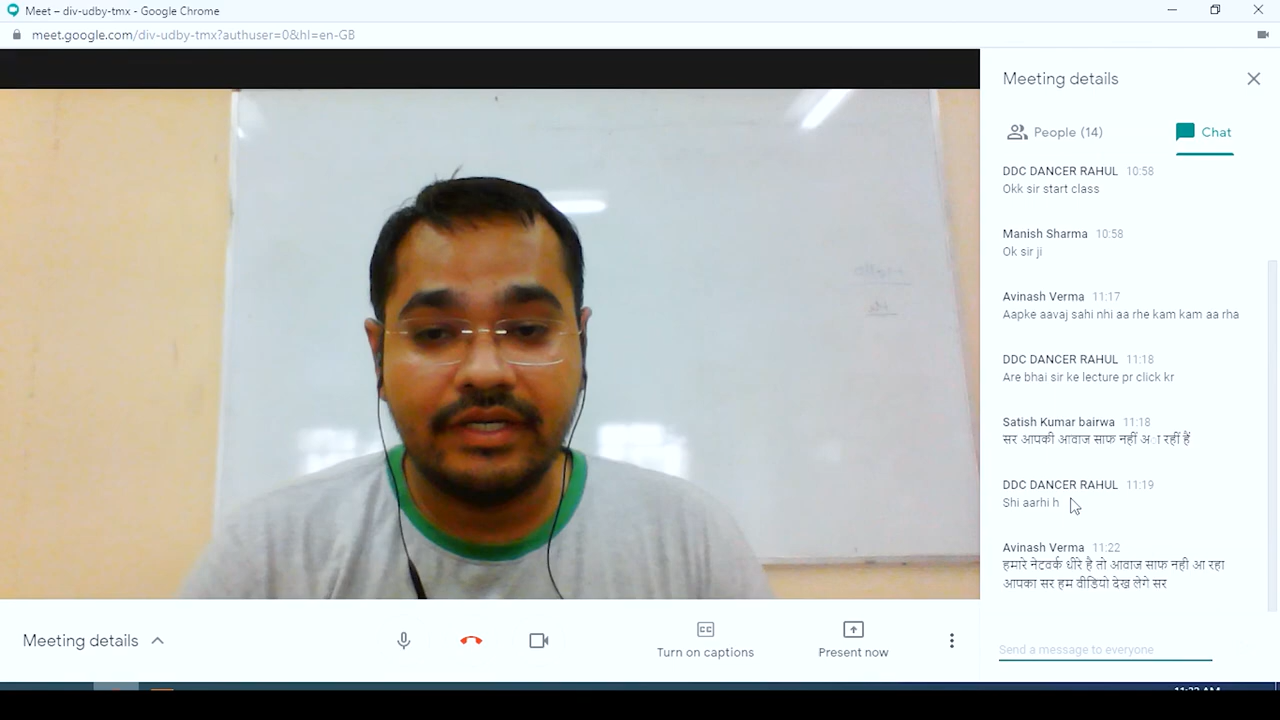 Meet – div-udby-tmx - Google Chrome
meet.google.com/div-udby-tmx?authuser=0&hl=en-GB
Meeting details
People (14)
Chat
DDC DANCER RAHUL 10:58
Okk sir start class
Manish Sharma 10:58
Ok sir ji
Avinash Verma 11:17
Aapke aavaj sahi nhi aa rhe kam kam aa rha
DDC DANCER RAHUL 11:18
Are bhai sir ke lecture pr click kr
Satish Kumar bairwa 11:18
सर आपकी आवाज साफ नहीं अा रहीं हैं
DDC DANCER RAHUL 11:19
Shi aarhi h
Avinash Verma 11:22
हमारे नेटवर्क धीरे है तो आवाज साफ नही आ रहा
आपका सर हम वीडियो देख लेगे सर
Send a message to everyone
Meeting details
CC
Turn on captions
Present now